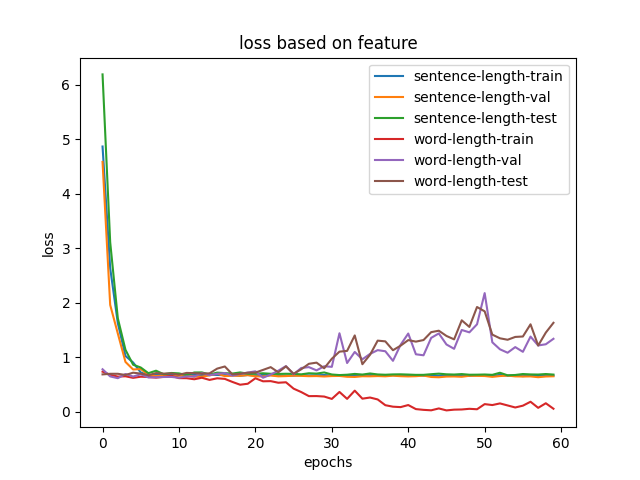 loss based on feature
sentence-length-train
sentence-length-val
sentence-length-test
word-length-train
word-length-val
word-length-test
loss
6
5
4
3
2
1
0
0 10 20 30 40 50 60
epochs